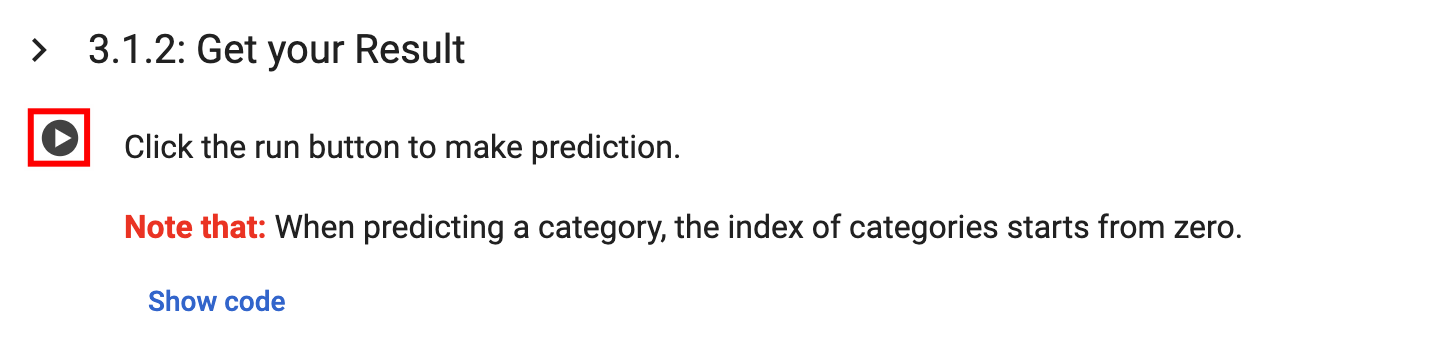 3.1.2: Get your Result
Click the run button to make prediction.
Note that: When predicting a category, the index of categories starts from zero.
Show code